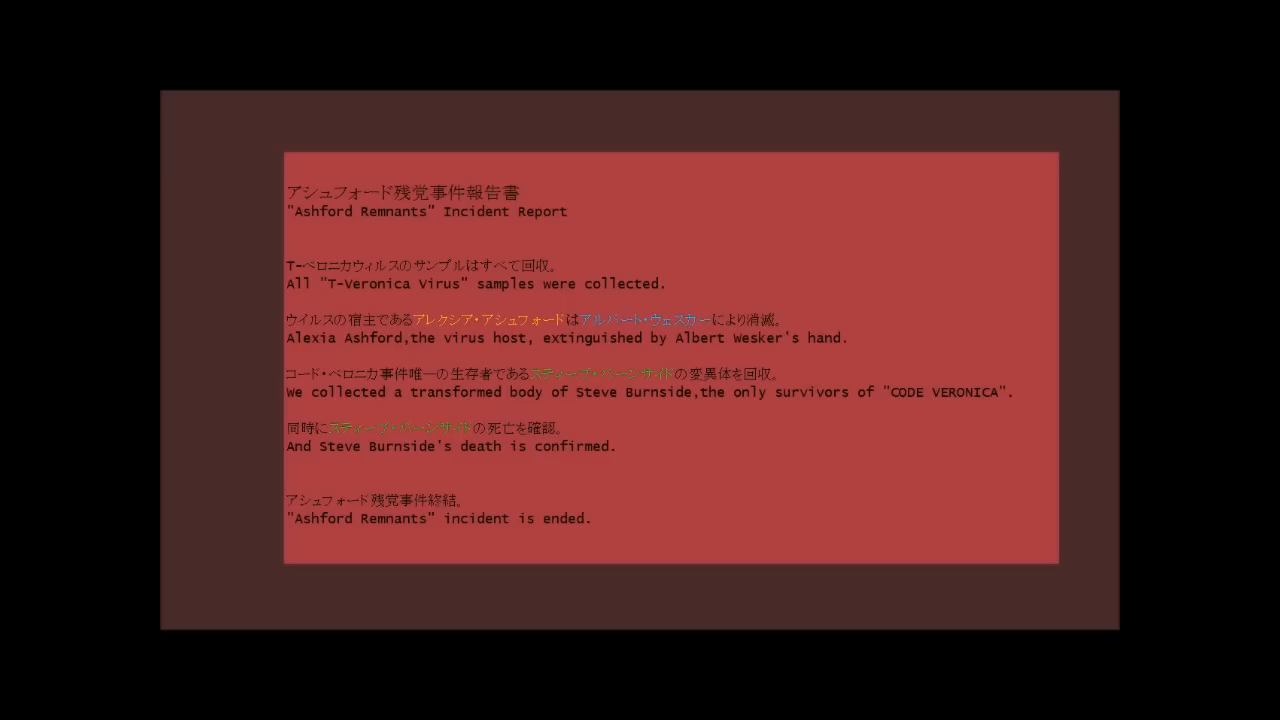 アシュフォード残党事件報告書
"Ashford Remnants" Incident Report
T-ベロニカウィルスのサンプルはすべて回収。
All "T-Veronica Virus" samples were collected.
ウイルスの宿主であるアレクシア・アシュフォードはアルバート・ウェスカーにより消滅。
Alexia Ashford,the virus host, extinguished by Albert Wesker's hand.
コード・ベロニカ事件唯一の生存者であるスティーブ・バーンサイドの変異体を回収。
We collected a transformed body of Steve Burnside,the only survivors of "CODE VERONICA".
同時にスティーブ・バーンサイドの死亡を確認。
And Steve Burnside's death is confirmed.
アシュフォード残党事件終結。
"Ashford Remnants" incident is ended.